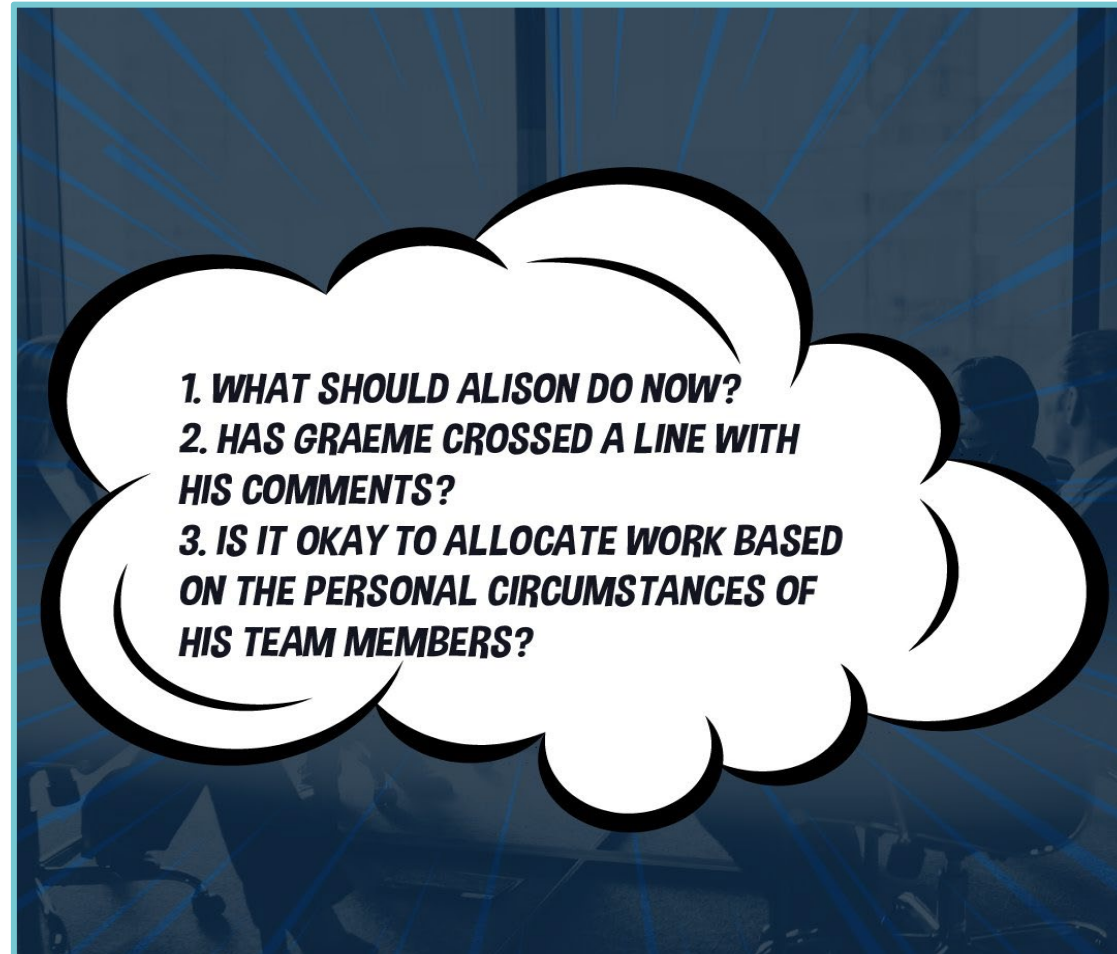 1. WHAT SHOULD ALISON DO NOW?
2. HAS GRAEME CROSSED A LINE WITH
HIS COMMENTS?
3. IS IT OKAY TO ALLOCATE WORK BASED
ON THE PERSONAL CIRCUMSTANCES OF
HIS TEAM MEMBERS?